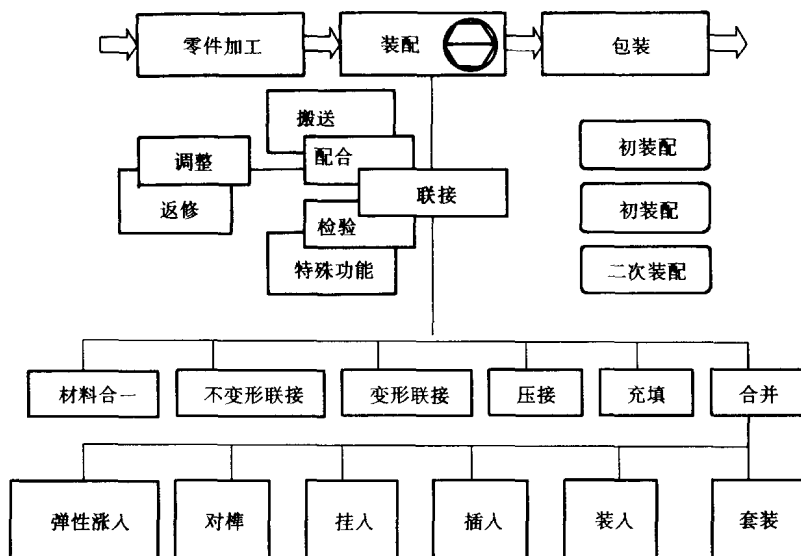 零件加工
装配
包装
搬送
配合
调整
返修
联接
检验
特殊功能
初装配
初装配
二次装配
材料合一
不变形联接
变形联接
压接
充填
合并
弹性涨入
对榫
挂入
插入
装入
套装